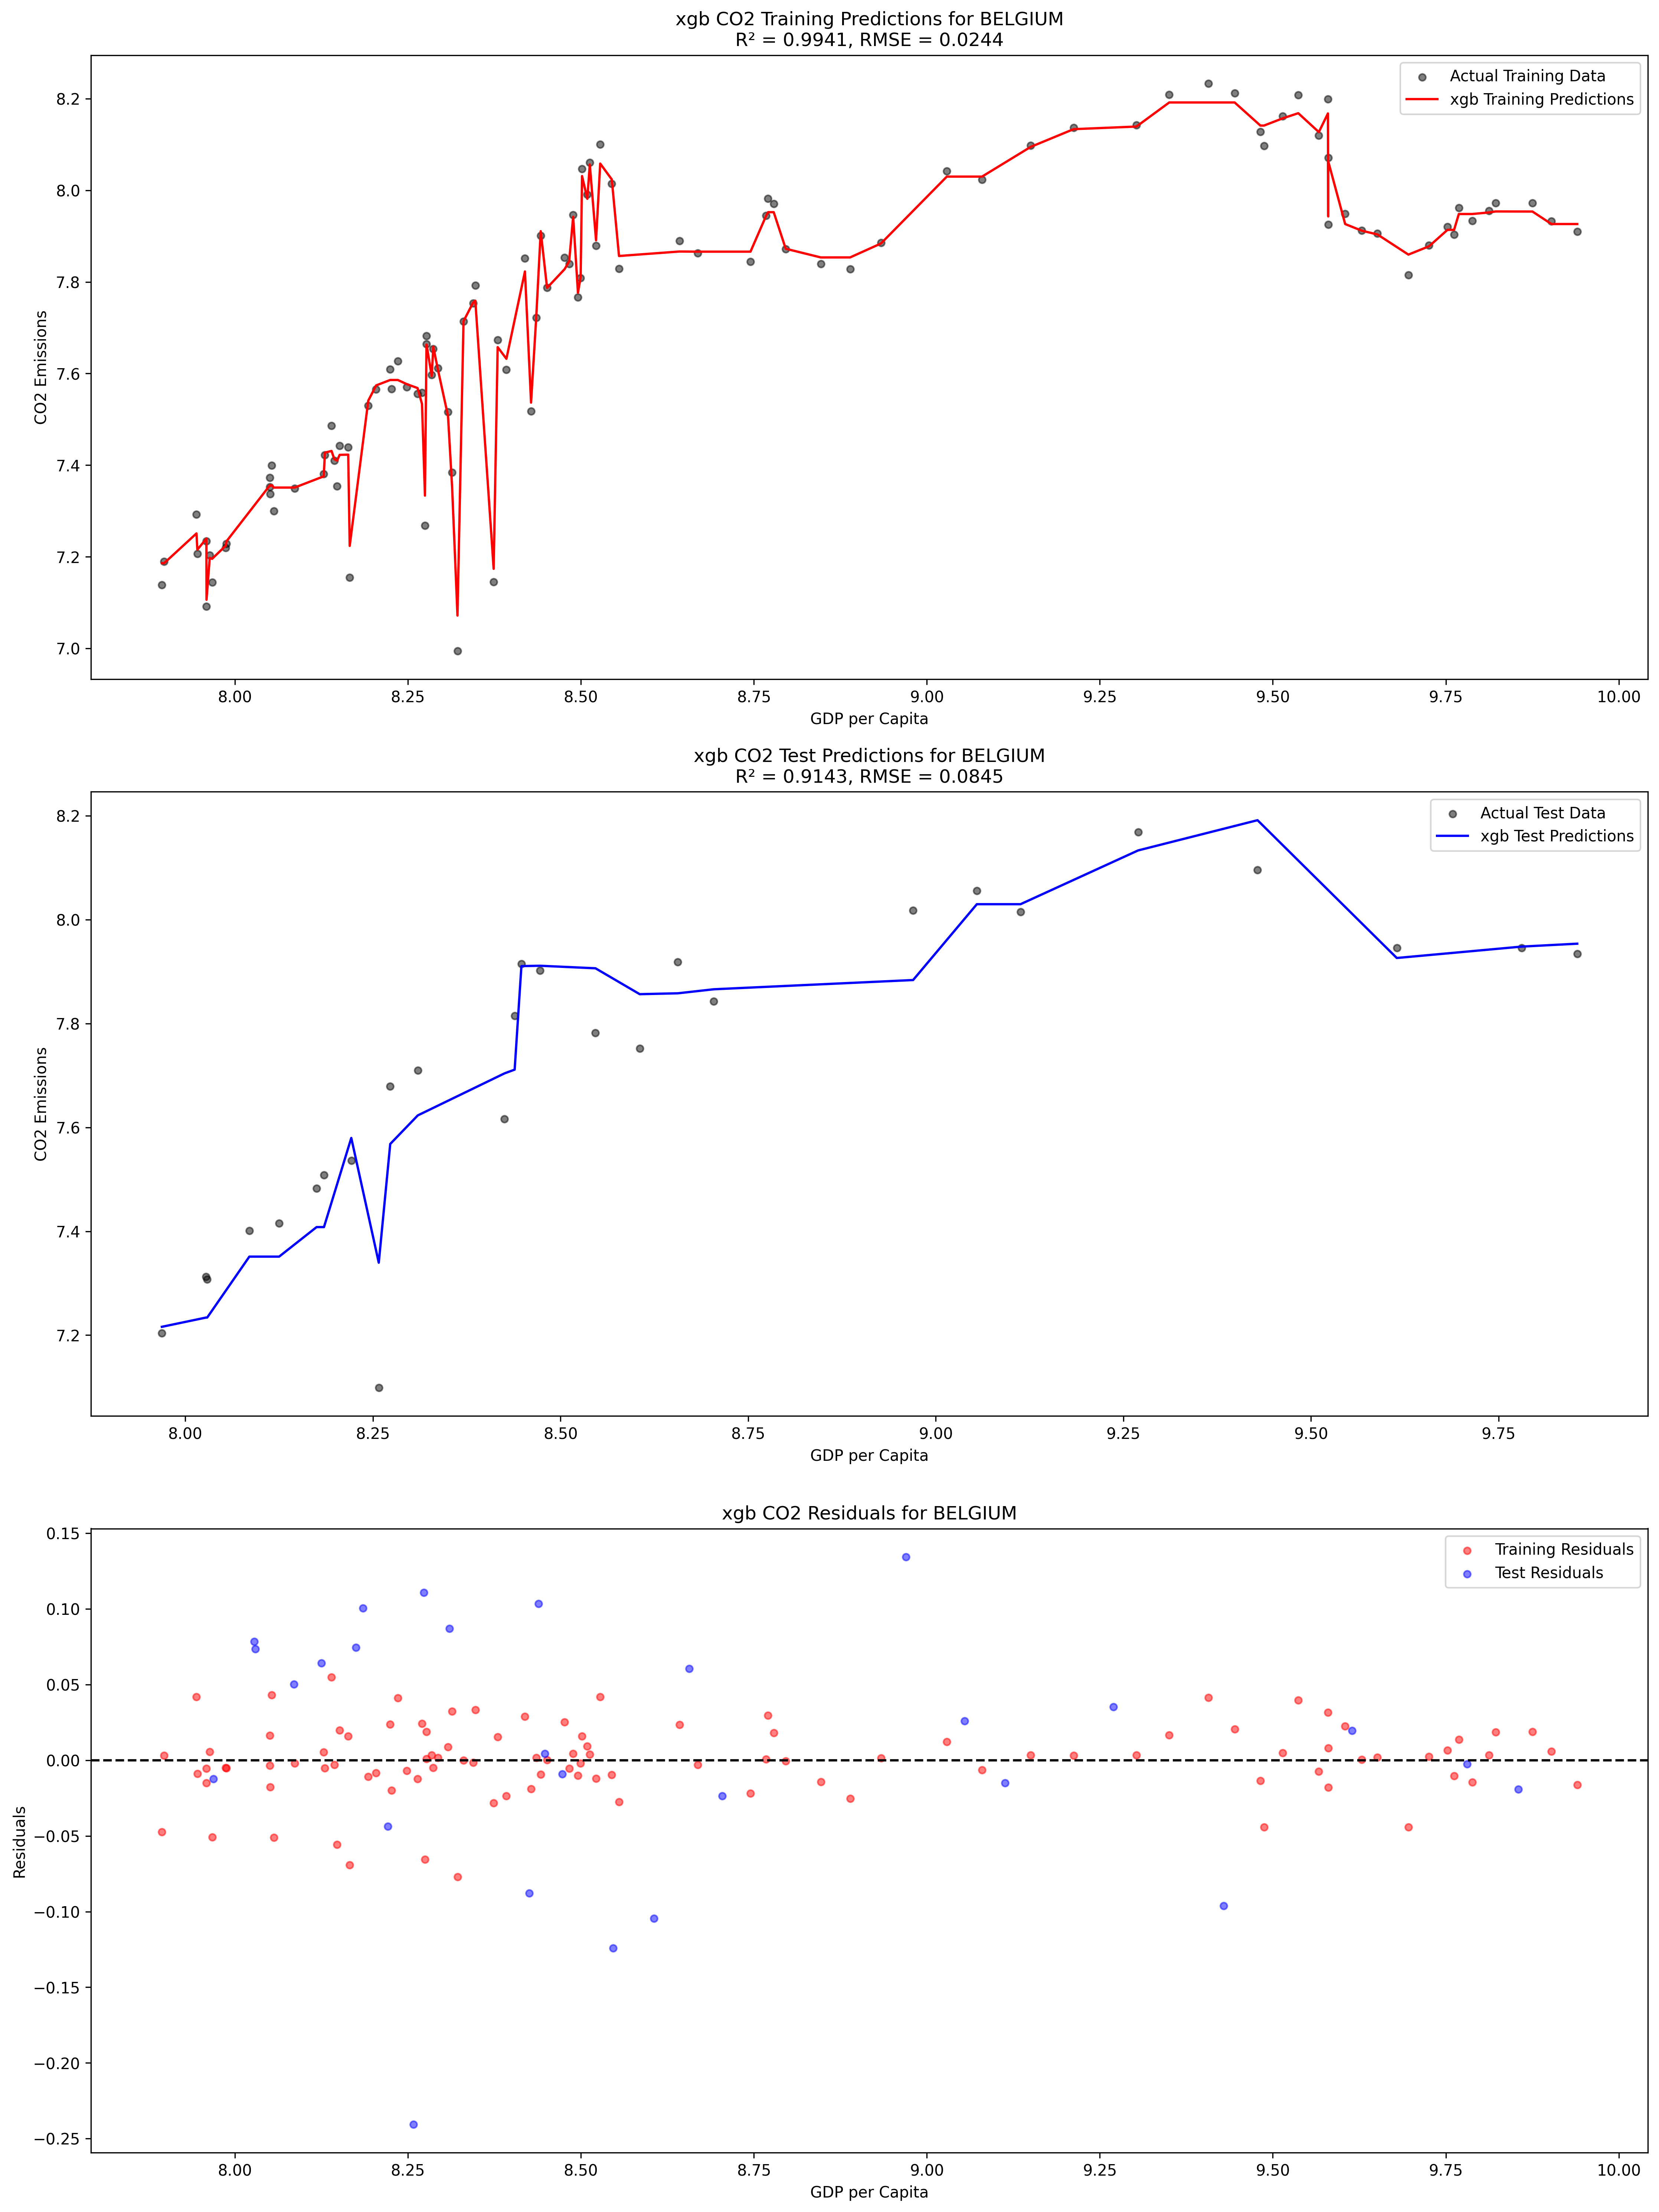 xgb CO2 Training Predictions for BELGIUM
R² = 0.9941, RMSE = 0.0244
Actual Training Data
xgb Training Predictions
CO2 Emissions
8.2
8.0
7.8
7.6
7.4
7.2
7.0
8.00 8.25 8.50 8.75 9.00 9.25 9.50 9.75 10.00
GDP per Capita
xgb CO2 Test Predictions for BELGIUM
R² = 0.9143, RMSE = 0.0845
Actual Test Data
xgb Test Predictions
CO2 Emissions
8.2
8.0
7.8
7.6
7.4
7.2
8.00 8.25 8.50 8.75 9.00 9.25 9.50 9.75
GDP per Capita
xgb CO2 Residuals for BELGIUM
Training Residuals
Test Residuals
Residuals
0.15
0.10
0.05
0.00
−0.05
−0.10
−0.15
−0.20
−0.25
8.00 8.25 8.50 8.75 9.00 9.25 9.50 9.75 10.00
GDP per Capita